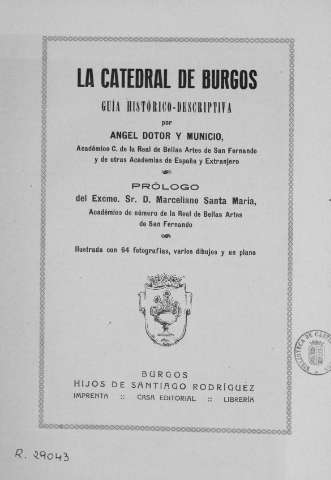 LA CATEDRAL DE BURGOS
GUÍA HISTÓRICO-DESCRIPTIVA
por
ANGEL DOTOR Y MUNICIO,
Académico C. de la Real de Bellas Artes de San Fernando
y de otras Academias de España y Extranjero
PRÓLOGO
del Excmo. Sr. D. Marceliano Santa María,
Académico de número de la Real de Bellas Artes
de San Fernando
Ilustrada con 64 fotografías, varios dibujos y un plano
BURGOS
HIJOS DE SANTIAGO RODRÍGUEZ
IMPRENTA :: CASA EDITORIAL :: LIBRERÍA
R. 29043